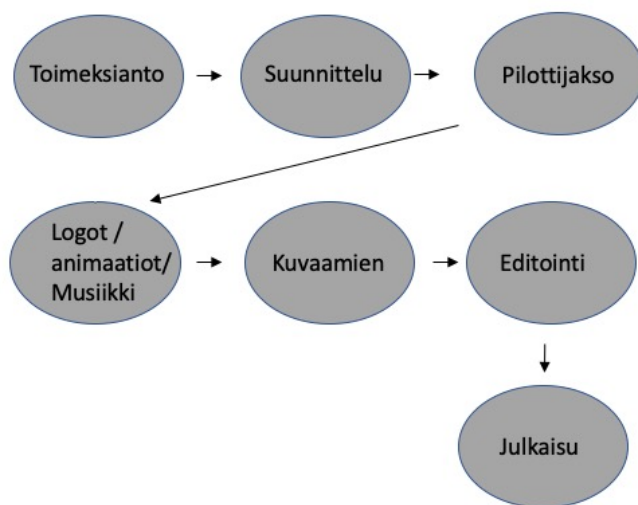 Toimeksianto
Suunnittelu
Pilottijakso
Logot /
animaatiot/
Musiikki
Kuvaamien
Editointi
Julkaisu